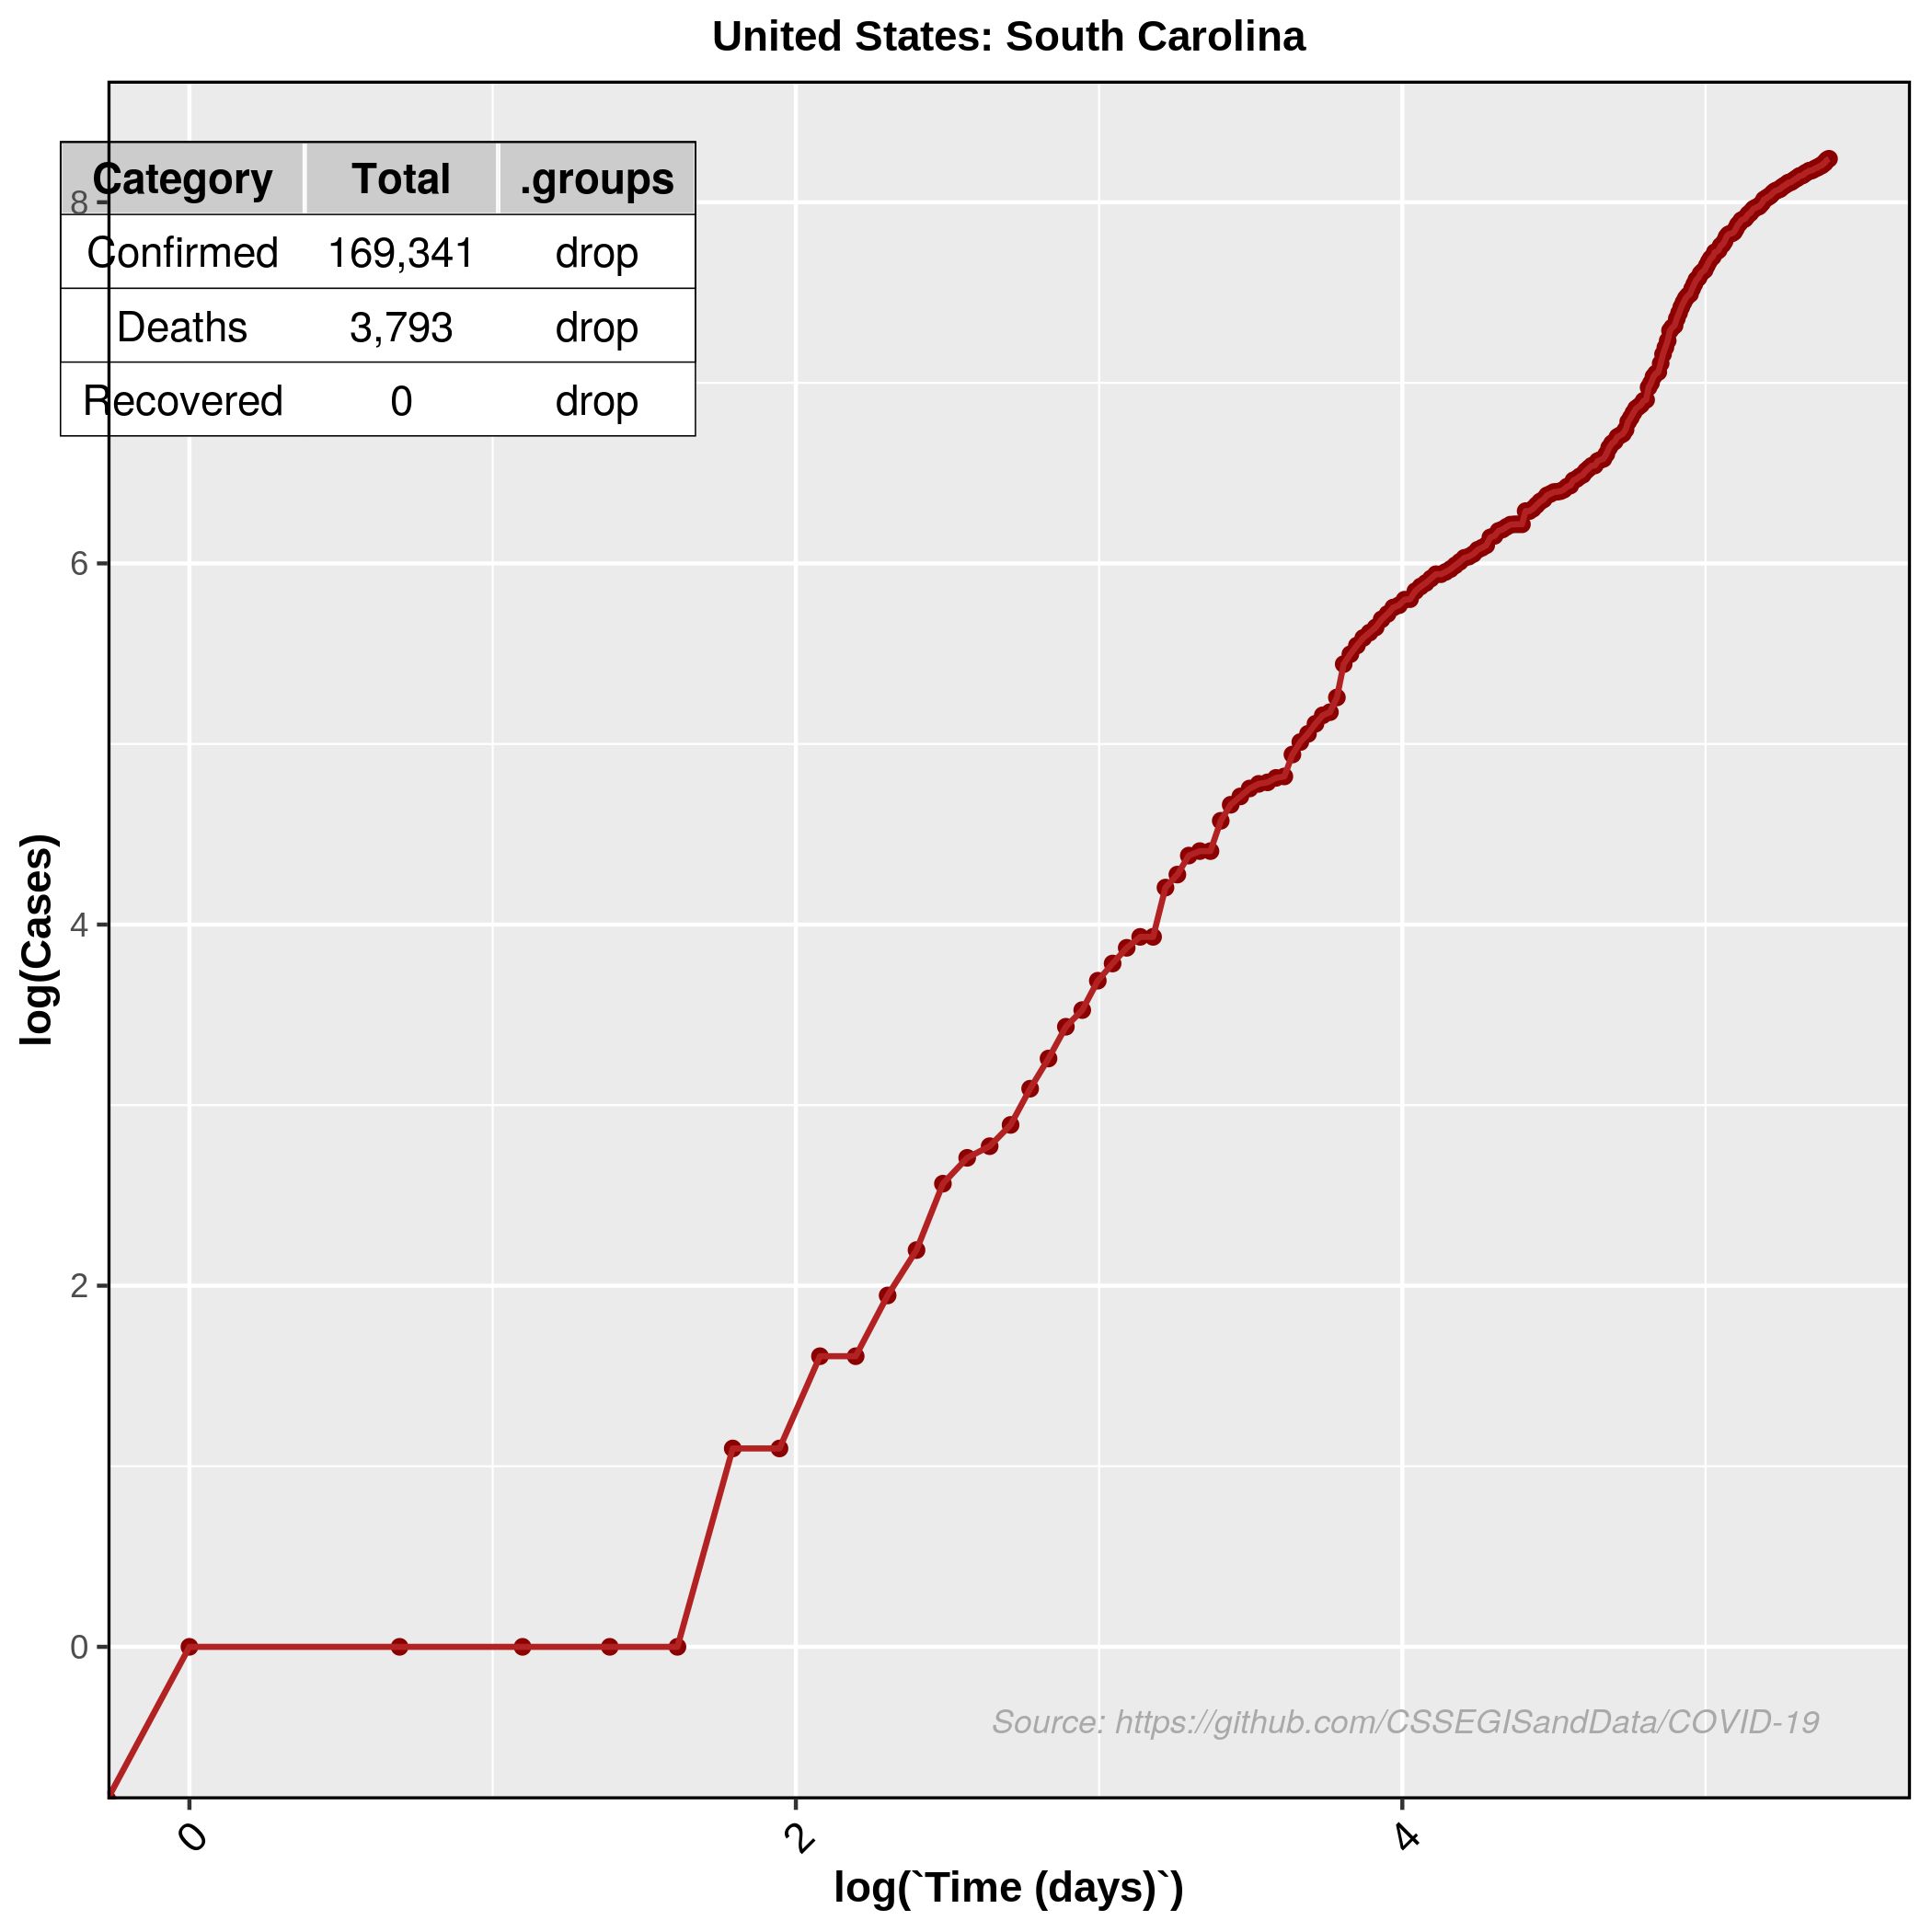 United States: South Carolina
Category Total .groups
Confirmed 169,341 drop
Deaths 3,793 drop
Recovered 0 drop
8
6
4
2
0
log(Cases)
Source: https://github.com/CSSEGISandData/COVID-19
0 2 4
log(`Time (days)`)